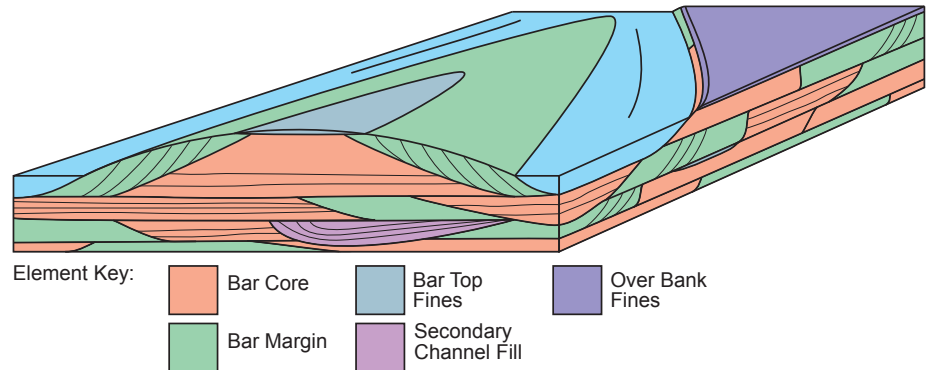 Element Key:
Bar Core
Bar Top
Fines
Over Bank
Fines
Bar Margin
Secondary
Channel Fill